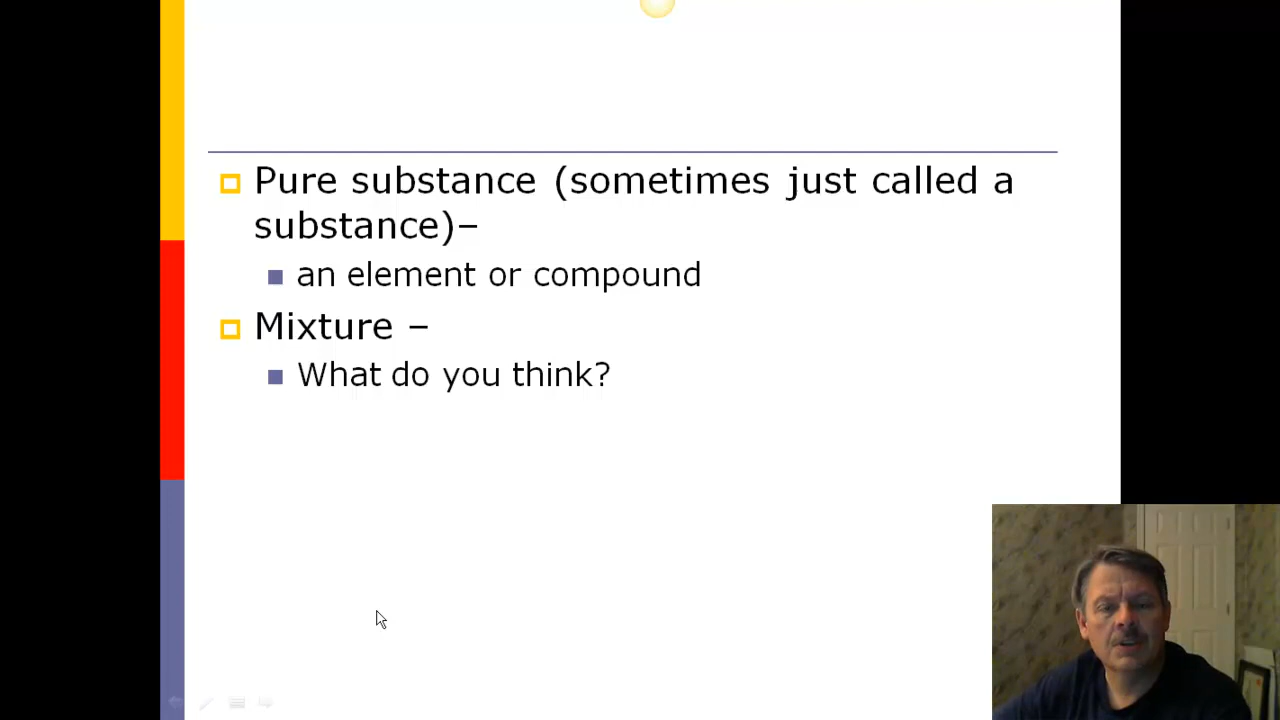 Pure substance (sometimes just called a
substance)–
an element or compound
Mixture –
What do you think?